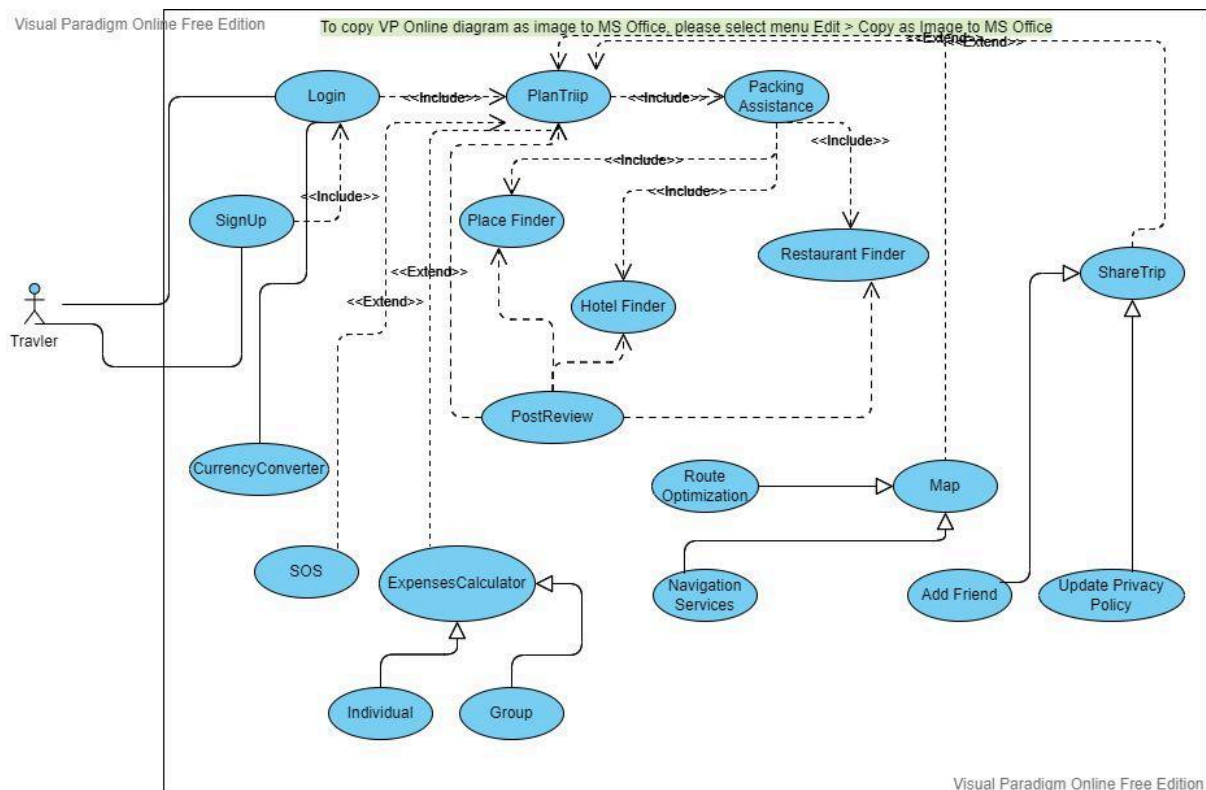 Visual Paradigm Online Free Edition
To copy VP Online diagram as image to MS Office, please select menu Edit > Copy as Image to MS Office
<<Extend>>
<<Extend>>
Login
<<Include>>
PlanTriip
<<Include>>
Packing
Assistance
<<Include>>
<<Include>>
<<Include>>
<<Include>>
SignUp
Place Finder
Restaurant Finder
<<Extend>>
ShareTrip
<<Extend>>
Hotel Finder
Travler
PostReview
CurrencyConverter
Route
Optimization
Map
SOS
ExpensesCalculator
Navigation
Services
Add Friend
Update Privacy
Policy
Individual
Group
Visual Paradigm Online Free Edition